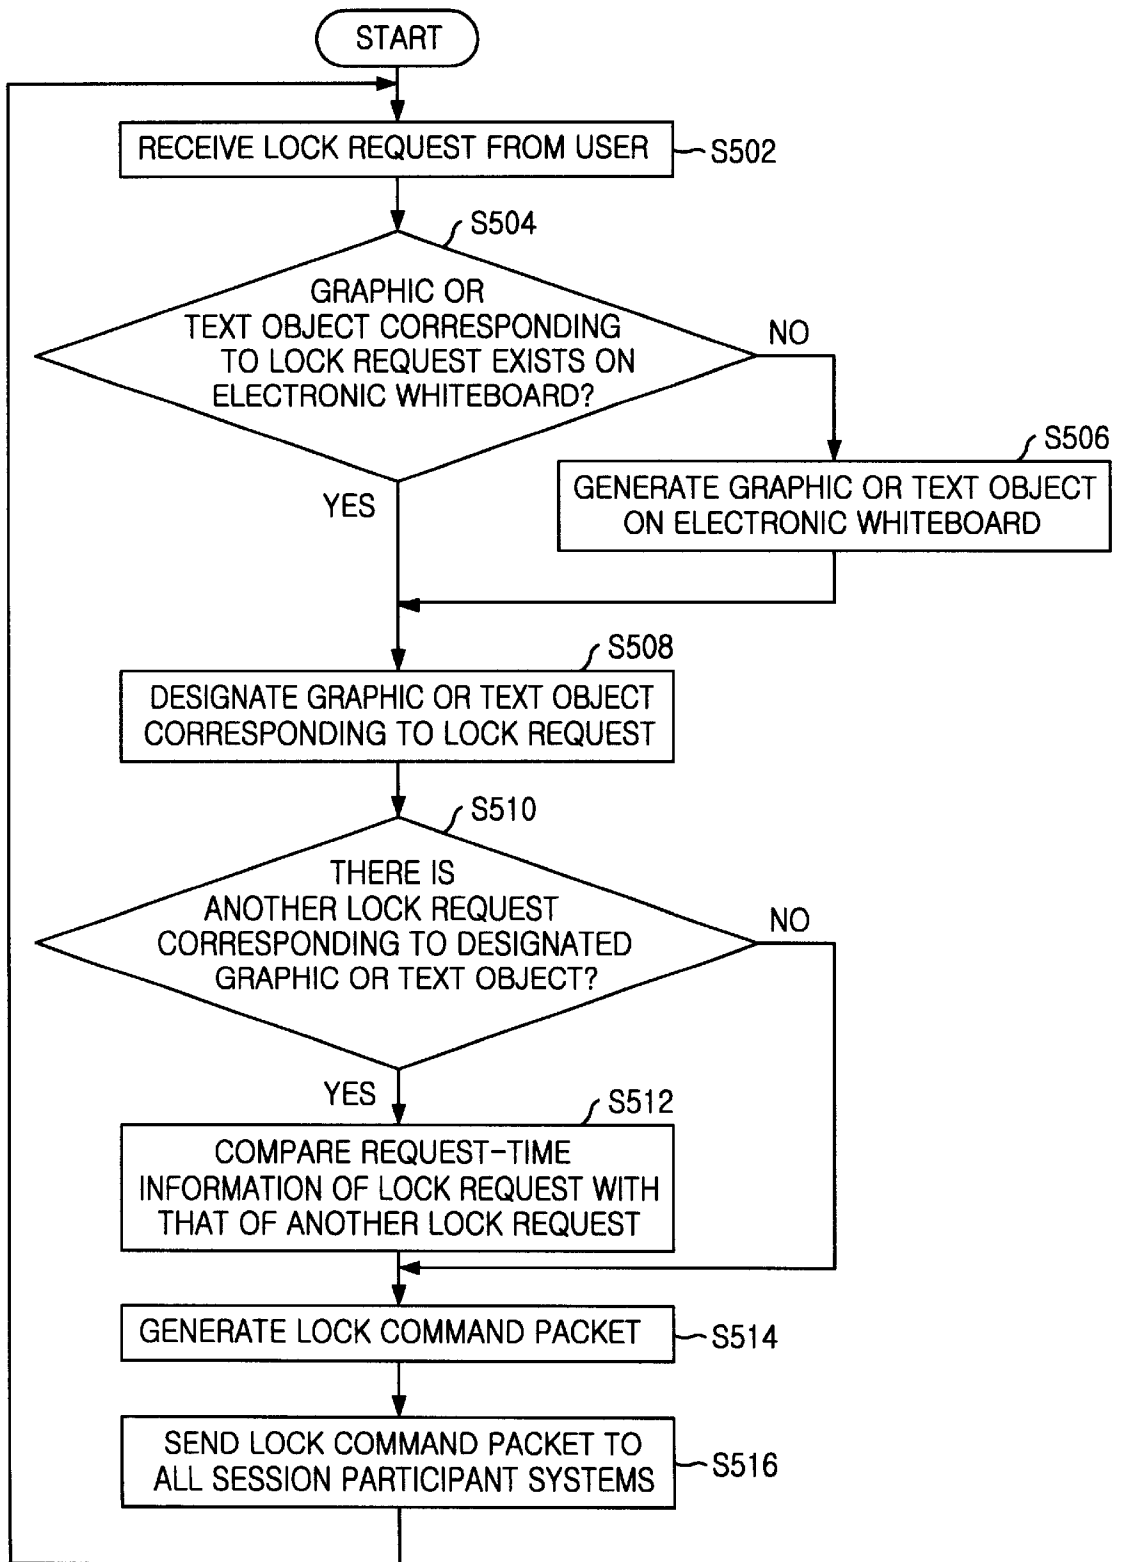 START
RECEIVE LOCK REQUEST FROM USER
S502
S504
GRAPHIC OR
TEXT OBJECT CORRESPONDING
TO LOCK REQUEST EXISTS ON
ELECTRONIC WHITEBOARD?
NO
YES
S506
GENERATE GRAPHIC OR TEXT OBJECT
ON ELECTRONIC WHITEBOARD
S508
DESIGNATE GRAPHIC OR TEXT OBJECT
CORRESPONDING TO LOCK REQUEST
S510
THERE IS
ANOTHER LOCK REQUEST
CORRESPONDING TO DESIGNATED
GRAPHIC OR TEXT OBJECT?
NO
YES
S512
COMPARE REQUEST-TIME
INFORMATION OF LOCK REQUEST WITH
THAT OF ANOTHER LOCK REQUEST
GENERATE LOCK COMMAND PACKET
S514
SEND LOCK COMMAND PACKET TO
ALL SESSION PARTICIPANT SYSTEMS
S516